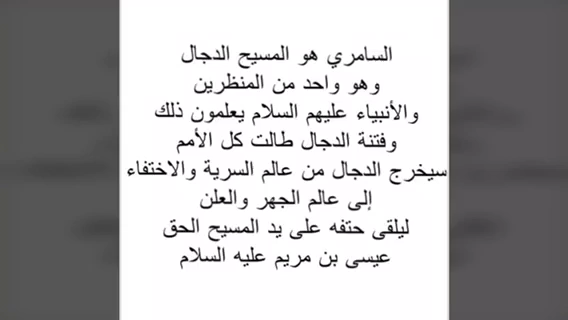 السامري هو المسيح الدجال
وهو واحد من المنظرين
والأنبياء عليهم السلام يعلمون ذلك
وفتنة الدجال طالت كل الأمم
سيخرج الدجال من عالم السرية والاختفاء
إلى عالم الجهر والعلن
ليلقى حتفه على يد المسيح الحق
عيسى بن مريم عليه السلام